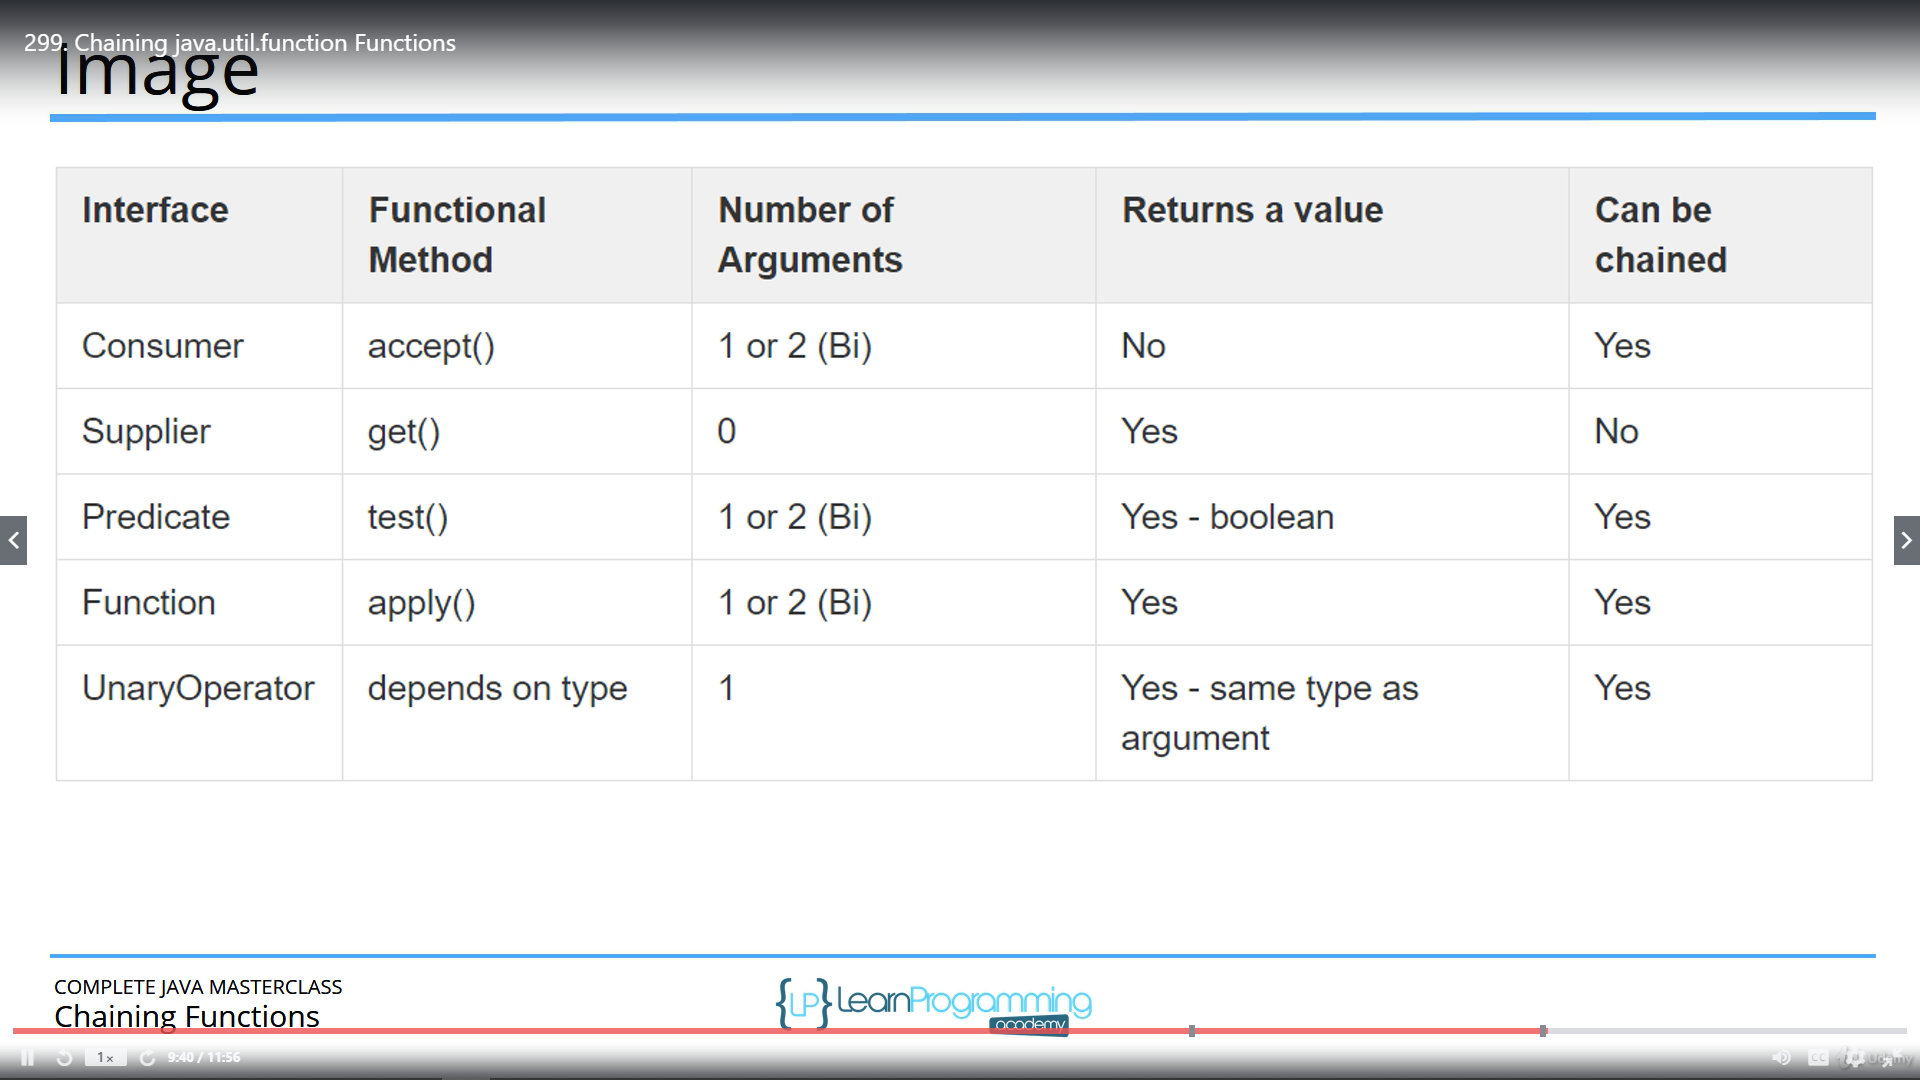 299. Chaining java.util.function Functions
Image
Interface
Functional Method
Number of Arguments
Returns a value
Can be chained
Consumer
accept()
1 or 2 (Bi)
No
Yes
Supplier
get()
0
Yes
No
Predicate
test()
1 or 2 (Bi)
Yes - boolean
Yes
Function
apply()
1 or 2 (Bi)
Yes
Yes
UnaryOperator
depends on type
1
Yes - same type as argument
Yes
COMPLETE JAVA MASTERCLASS
Chaining Functions
{LP} LearnProgramming
academy
1x
9:40 / 11:56
CC
Udemy